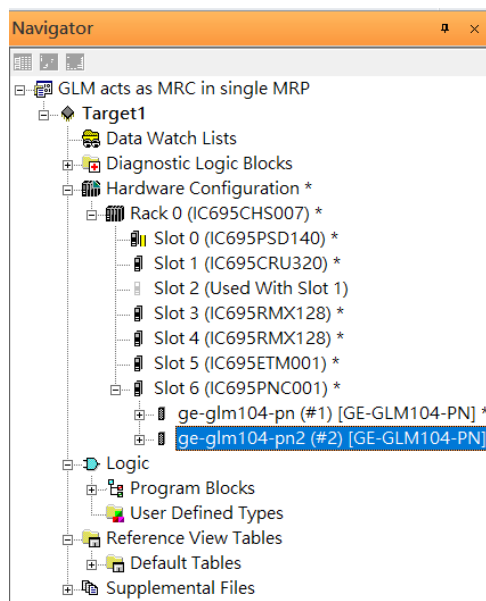 Navigator
GLM acts as MRC in single MRP
Target1
Data Watch Lists
Diagnostic Logic Blocks
Hardware Configuration *
Rack 0 (IC695CHS007) *
Slot 0 (IC695PSD140) *
Slot 1 (IC695CRU320) *
Slot 2 (Used With Slot 1)
Slot 3 (IC695RMX128) *
Slot 4 (IC695RMX128) *
Slot 5 (IC695ETM001) *
Slot 6 (IC695PNC001) *
ge-glm104-pn (#1) [GE-GLM104-PN] *
ge-glm104-pn2 (#2) [GE-GLM104-PN]
Logic
Program Blocks
User Defined Types
Reference View Tables
Default Tables
Supplemental Files